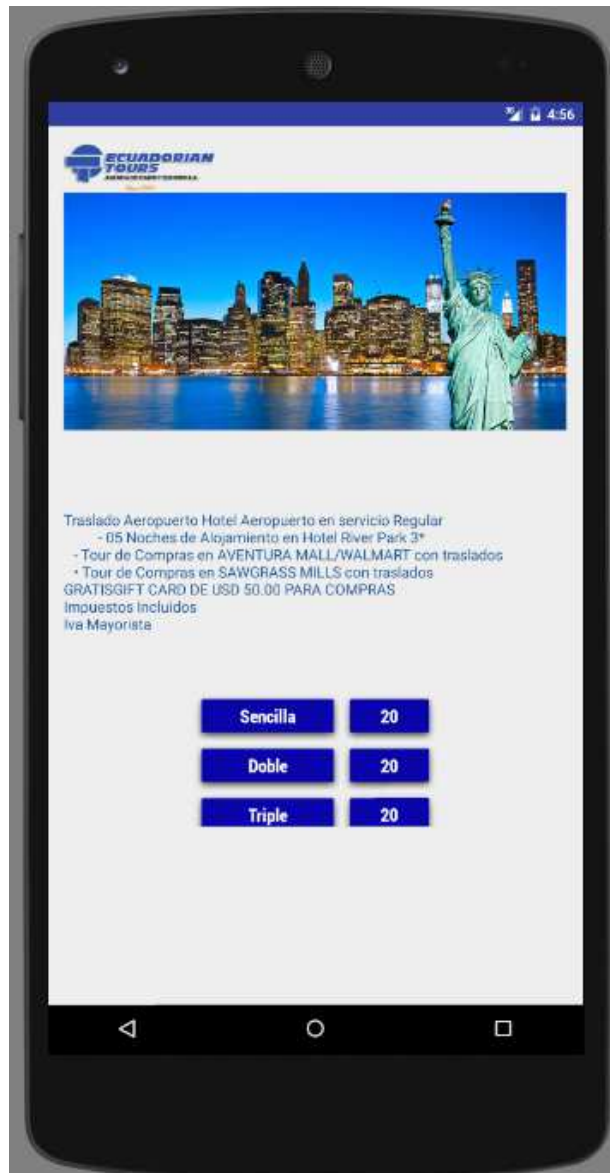 4:56
ECUADORIAN
TOURS
Traslado Aeropuerto Hotel Aeropuerto en servicio Regular
- 05 Noches de Alojamiento en Hotel River Park 3*
- Tour de Compras en AVENTURA MALL/WALMART con traslados
• Tour de Compras en SAWGRASS MILLS con traslados
GRATISGIFT CARD DE USD 50.00 PARA COMPRAS
Impuestos Incluidos
Iva Mayorista
Sencilla 20
Doble 20
Triple 20